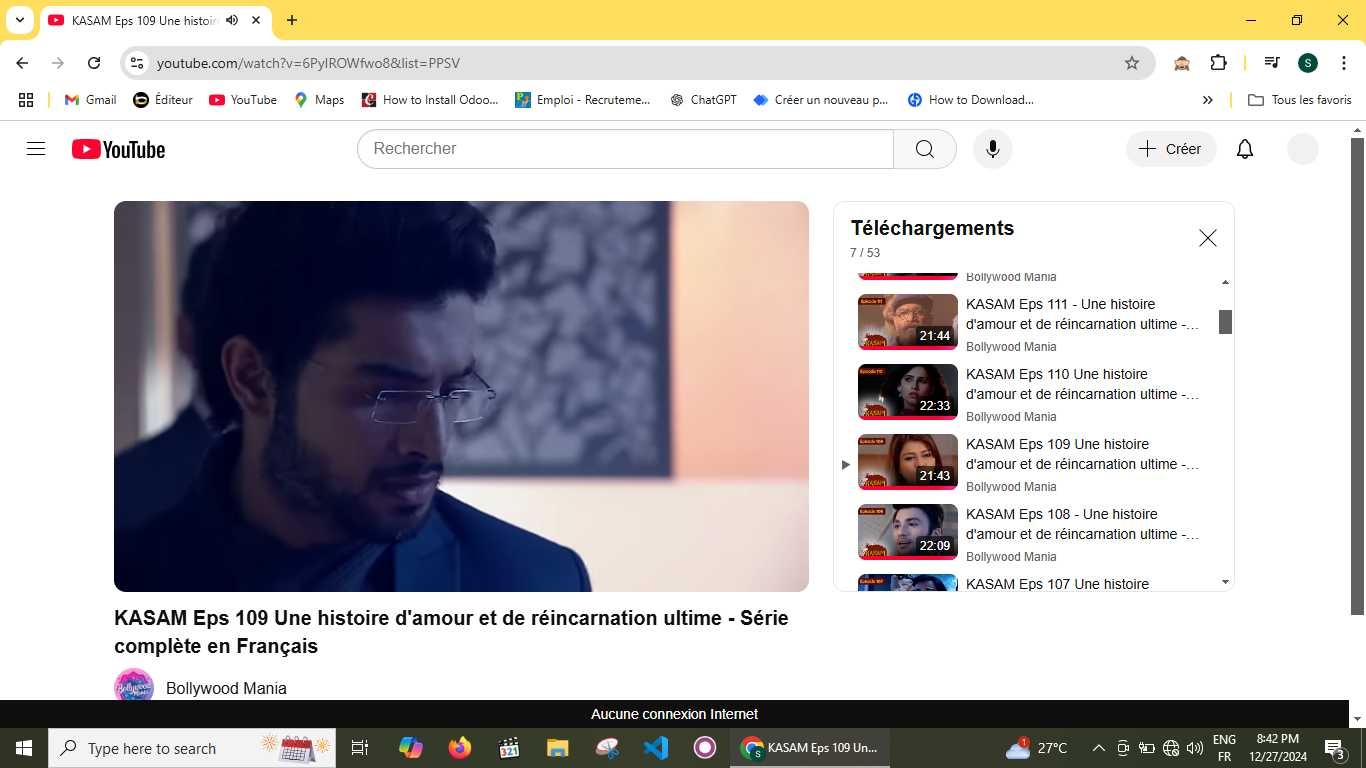 KASAM Eps 109 Une histoir
youtube.com/watch?v=6PylROWfwo8&list=PPSV
S
Gmail
Éditeur
YouTube
Maps
How to Install Odoo...
Emploi - Recruteme...
ChatGPT
Créer un nouveau p...
How to Download...
»
Tous les favoris
YouTube
Rechercher
Créer
Téléchargements
7 / 53
Bollywood Mania
KASAM Eps 111 - Une histoire
d'amour et de réincarnation ultime -...
21:44
Bollywood Mania
KASAM Eps 110 Une histoire
d'amour et de réincarnation ultime -...
22:33
Bollywood Mania
KASAM Eps 109 Une histoire
d'amour et de réincarnation ultime -...
21:43
Bollywood Mania
KASAM Eps 108 - Une histoire
d'amour et de réincarnation ultime -...
22:09
Bollywood Mania
KASAM Eps 107 Une histoire
KASAM Eps 109 Une histoire d'amour et de réincarnation ultime - Série
complète en Français
Bollywood Mania
Aucune connexion Internet
Type here to search
KASAM Eps 109 Un...
27°C
ENG
FR
8:42 PM
12/27/2024
3